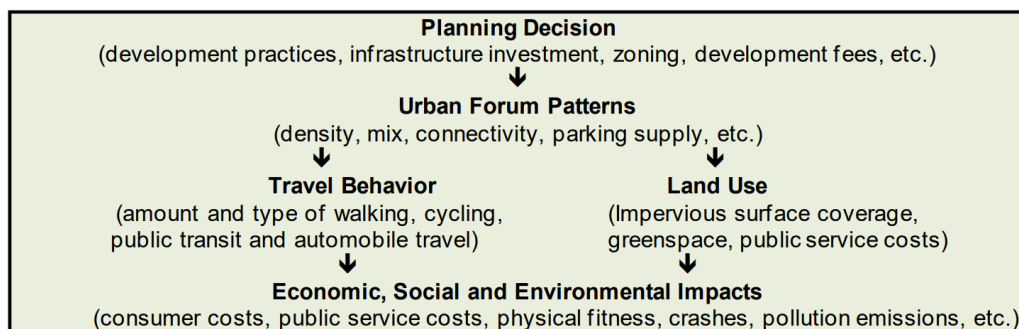 Planning Decision
(development practices, infrastructure investment, zoning, development fees, etc.)
Urban Forum Patterns
(density, mix, connectivity, parking supply, etc.)
Travel Behavior
(amount and type of walking, cycling,
public transit and automobile travel)
Land Use
(Impervious surface coverage,
greenspace, public service costs)
Economic, Social and Environmental Impacts
(consumer costs, public service costs, physical fitness, crashes, pollution emissions, etc.)